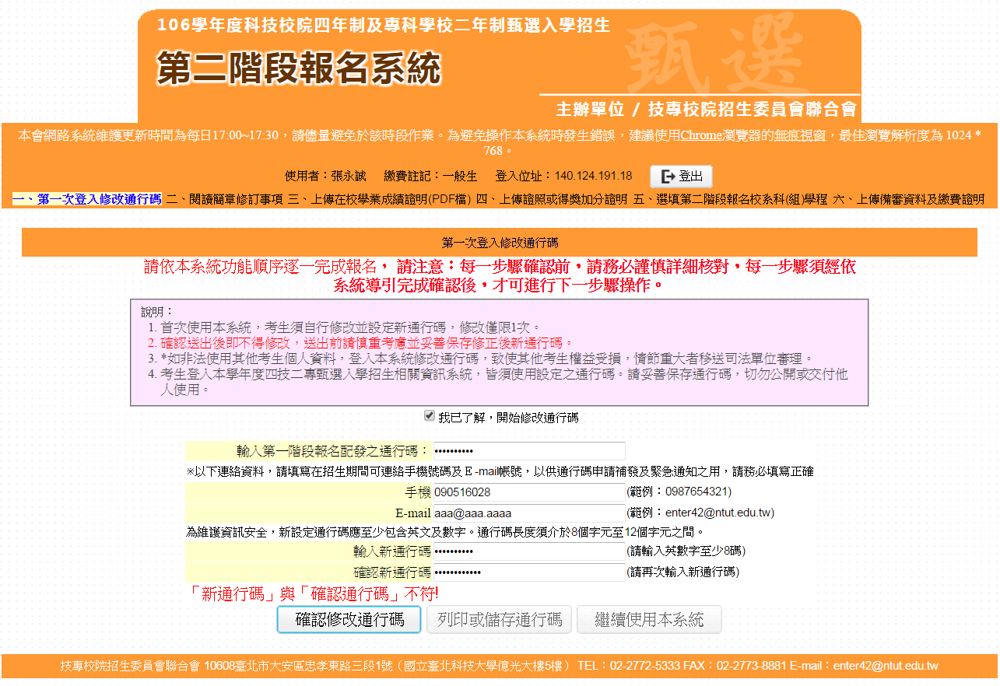 106學年度科技校院四年制及專科學校二年制甄選入學招生
甄選
第二階段報名系統
主辦單位 / 技專校院招生委員會聯合會
本會網路系統維護更新時間為每日17:00~17:30，請儘量避免於該時段作業。為避免操作本系統時發生錯誤，建議使用Chrome瀏覽器的無痕視窗，最佳瀏覽解析度為 1024 *
768。
使用者：張永誠 繳費註記：一般生 登入位址：140.124.191.18 登出
一、第一次登入修改通行碼 二、閱讀簡章修訂事項 三、上傳在校學業成績證明(PDF檔) 四、上傳證照或得獎加分證明 五、選填第二階段報名校系科(組)學程 六、上傳備審資料及繳費證明
第一次登入修改通行碼
請依本系統功能順序逐一完成報名， 請注意：每一步驟確認前，請務必謹慎詳細核對，每一步驟須經依
系統導引完成確認後，才可進行下一步驟操作。
說明：
1. 首次使用本系統，考生須自行修改並設定新通行碼，修改僅限1次。
2. 確認送出後即不得修改，送出前請慎重考慮並妥善保存修正後新通行碼。
3. *如非法使用其他考生個人資料，登入本系統修改通行碼，致使其他考生權益受損，情節重大者移送司法單位審理。
4. 考生登入本學年度四技二專甄選入學招生相關資訊系統，皆須使用設定之通行碼。請妥善保存通行碼，切勿公開或交付他
人使用。
我已了解，開始修改通行碼
輸入第一階段報名配發之通行碼： ••••••••••
※以下連絡資料，請填寫在招生期間可連絡手機號碼及 E -mail帳號，以供通行碼申請補發及緊急通知之用，請務必填寫正確
手機 090516028 (範例：0987654321)
E-mail aaa@aaa.aaaa (範例：enter42@ntut.edu.tw)
為維護資訊安全，新設定通行碼應至少包含英文及數字。通行碼長度須介於8個字元至12個字元之間。
輸入新通行碼 •••••••••• (請輸入英數字至少8碼)
確認新通行碼 •••••••••••• (請再次輸入新通行碼)
「新通行碼」與「確認通行碼」不符!
確認修改通行碼 列印或儲存通行碼 繼續使用本系統
技專校院招生委員會聯合會 10608臺北市大安區忠孝東路三段1號（國立臺北科技大學億光大樓5樓） TEL：02-2772-5333 FAX：02-2773-8881 E-mail：enter42@ntut.edu.tw